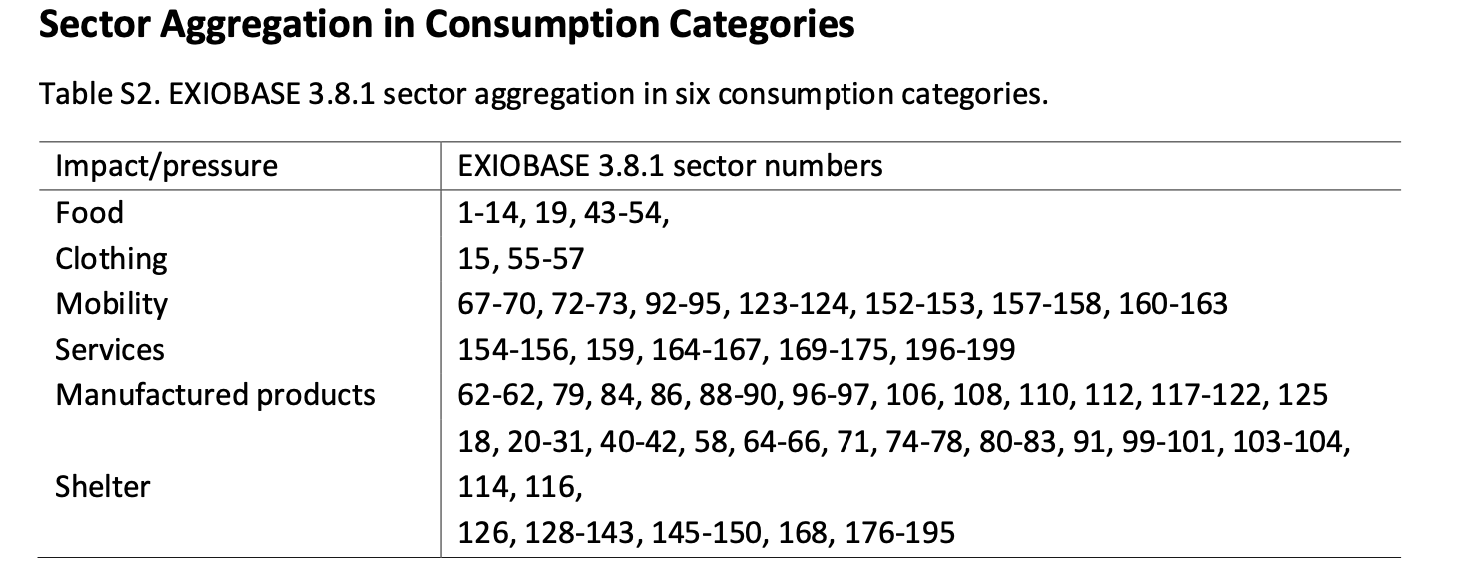 Sector Aggregation in Consumption Categories
Table S2. EXIOBASE 3.8.1 sector aggregation in six consumption categories.
Impact/pressure EXIOBASE 3.8.1 sector numbers
Food 1-14, 19, 43-54,
Clothing 15, 55-57
Mobility 67-70, 72-73, 92-95, 123-124, 152-153, 157-158, 160-163
Services 154-156, 159, 164-167, 169-175, 196-199
Manufactured products 62-62, 79, 84, 86, 88-90, 96-97, 106, 108, 110, 112, 117-122, 125
18, 20-31, 40-42, 58, 64-66, 71, 74-78, 80-83, 91, 99-101, 103-104,
Shelter 114, 116,
126, 128-143, 145-150, 168, 176-195